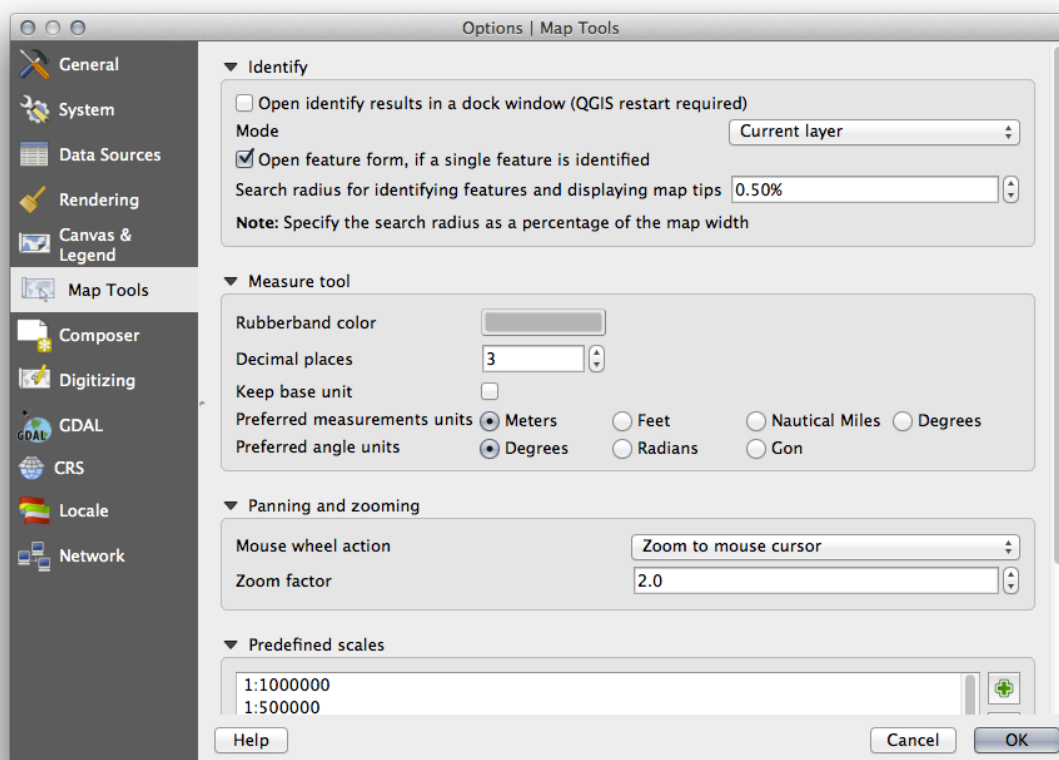 Options | Map Tools
General
System
Data Sources
Rendering
Canvas &
Legend
Map Tools
Composer
Digitizing
GDAL
GDAL
CRS
Locale
Network
Identify
Open identify results in a dock window (QGIS restart required)
Mode Current layer
Open feature form, if a single feature is identified
Search radius for identifying features and displaying map tips 0.50%
Note: Specify the search radius as a percentage of the map width
Measure tool
Rubberband color
Decimal places 3
Keep base unit
Preferred measurements units Meters Feet Nautical Miles Degrees
Preferred angle units Degrees Radians Gon
Panning and zooming
Mouse wheel action Zoom to mouse cursor
Zoom factor 2.0
Predefined scales
1:1000000
1:500000
Help Cancel OK